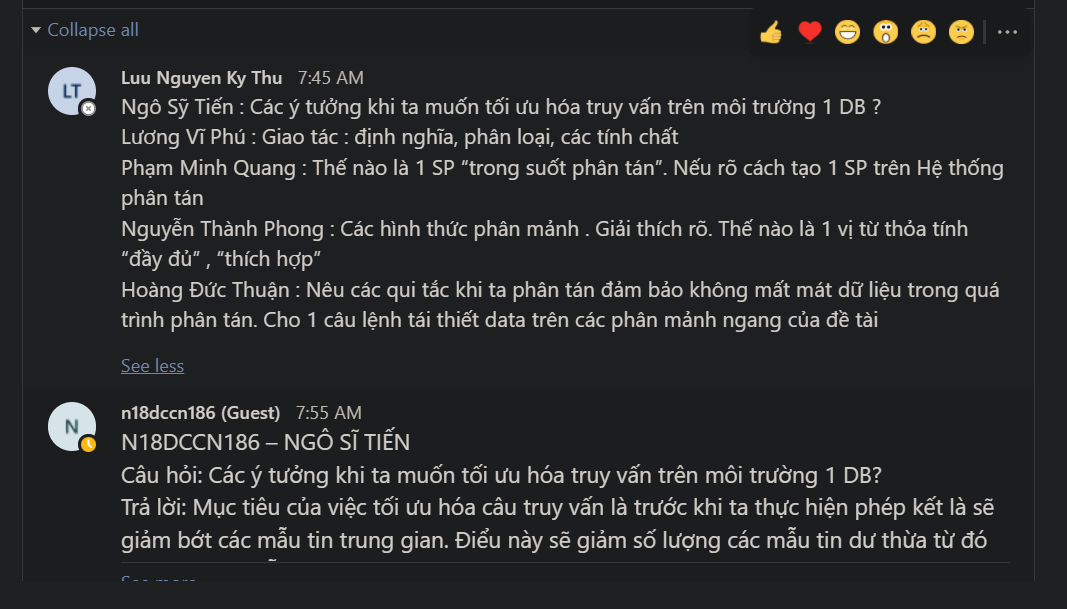 Collapse all
LT
Luu Nguyen Ky Thu 7:45 AM
Ngô Sỹ Tiến : Các ý tưởng khi ta muốn tối ưu hóa truy vấn trên môi trường 1 DB ?
Lương Vĩ Phú : Giao tác : định nghĩa, phân loại, các tính chất
Phạm Minh Quang : Thế nào là 1 SP “trong suốt phân tán”. Nếu rõ cách tạo 1 SP trên Hệ thống
phân tán
Nguyễn Thành Phong : Các hình thức phân mảnh . Giải thích rõ. Thế nào là 1 vị từ thỏa tính
“đầy đủ” , “thích hợp”
Hoàng Đức Thuận : Nêu các qui tắc khi ta phân tán đảm bảo không mất mát dữ liệu trong quá
trình phân tán. Cho 1 câu lệnh tái thiết data trên các phân mảnh ngang của đề tài
See less
N
n18dccn186 (Guest) 7:55 AM
N18DCCN186 – NGÔ SĨ TIẾN
Câu hỏi: Các ý tưởng khi ta muốn tối ưu hóa truy vấn trên môi trường 1 DB?
Trả lời: Mục tiêu của việc tối ưu hóa câu truy vấn là trước khi ta thực hiện phép kết là sẽ
giảm bớt các mẫu tin trung gian. Điểu này sẽ giảm số lượng các mẫu tin dư thừa từ đó
See more